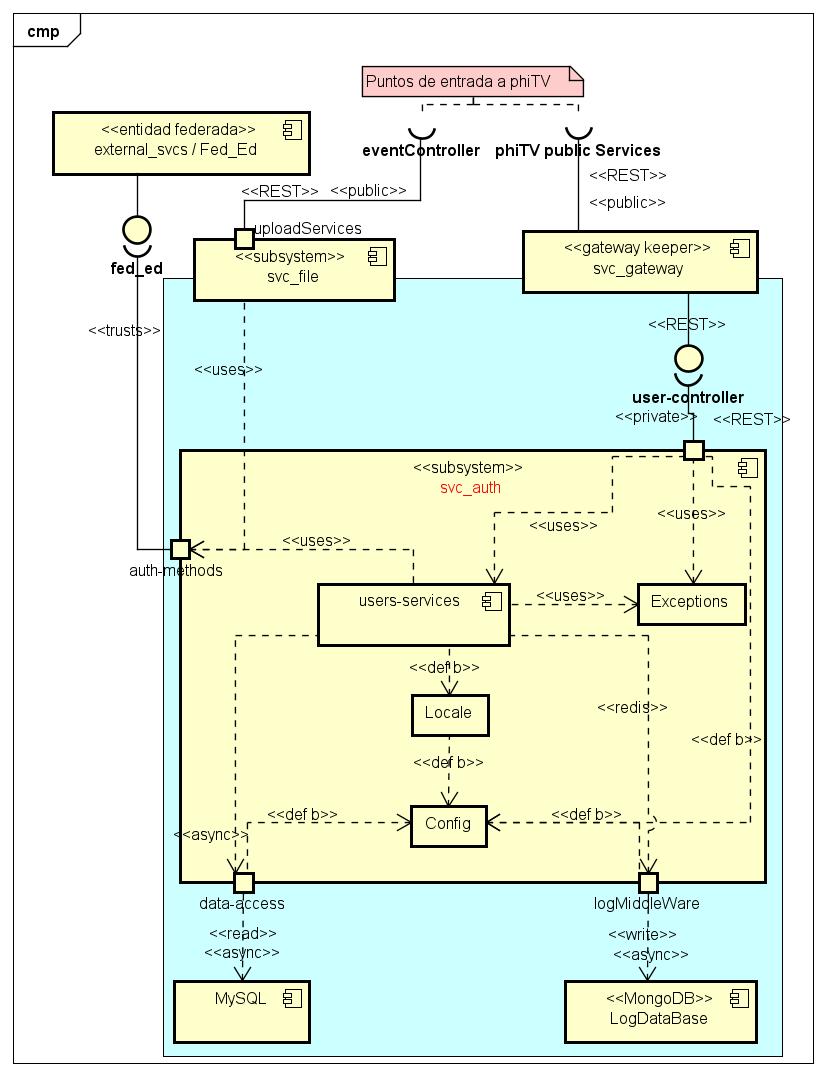 cmp
Puntos de entrada a phiTV
<<entidad federada>>
external_svcs / Fed_Ed
eventController
phiTV public Services
<<REST>>
<<public>>
<<REST>>
<<public>>
uploadServices
<<subsystem>>
svc_file
<<gateway keeper>>
svc_gateway
fed_ed
<<trusts>>
<<REST>>
<<uses>>
user-controller
<<private>>
<<REST>>
<<subsystem>>
svc_auth
<<uses>>
<<uses>>
<<uses>>
auth-methods
users-services
<<uses>>
Exceptions
<<def b>>
Locale
<<redis>>
<<def b>>
<<def b>>
<<def b>>
<<def b>>
Config
<<async>>
data-access
logMiddleWare
<<read>>
<<async>>
<<write>>
<<async>>
MySQL
<<MongoDB>>
LogDataBase